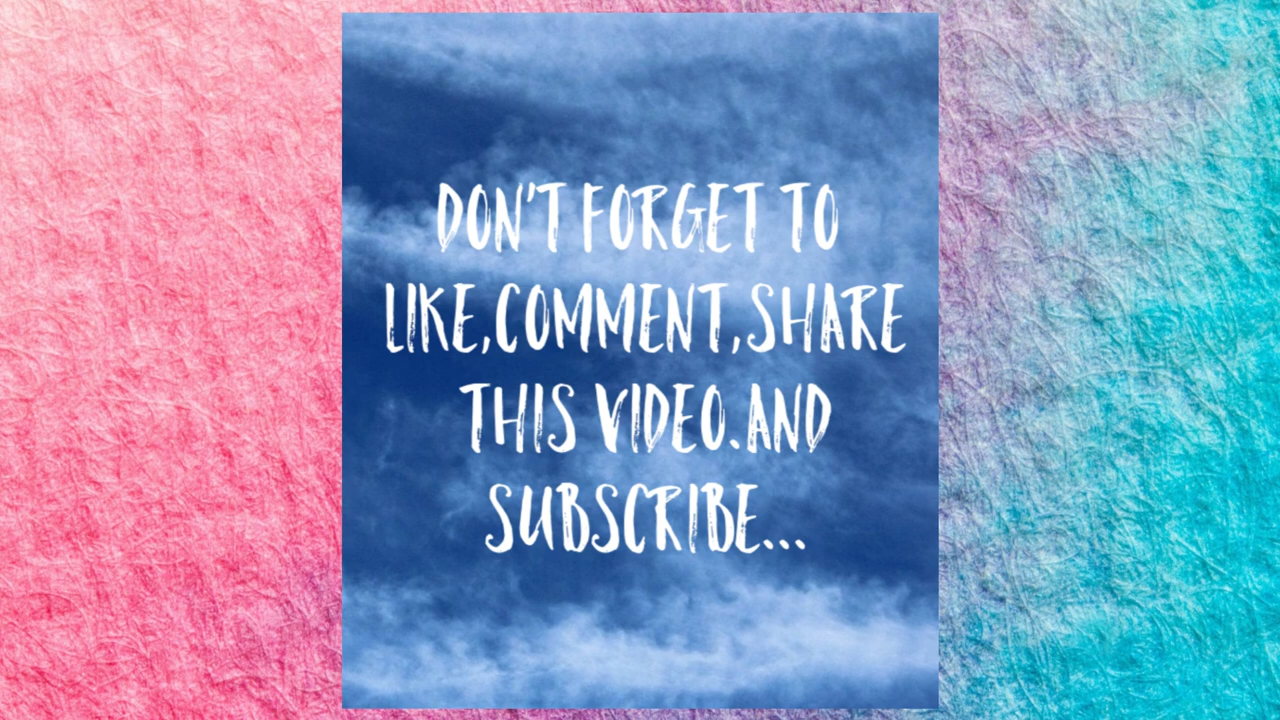 DON'T FORGET TO
LIKE,COMMENT,SHARE
THIS VIDEO.AND
SUBSCRIBE...